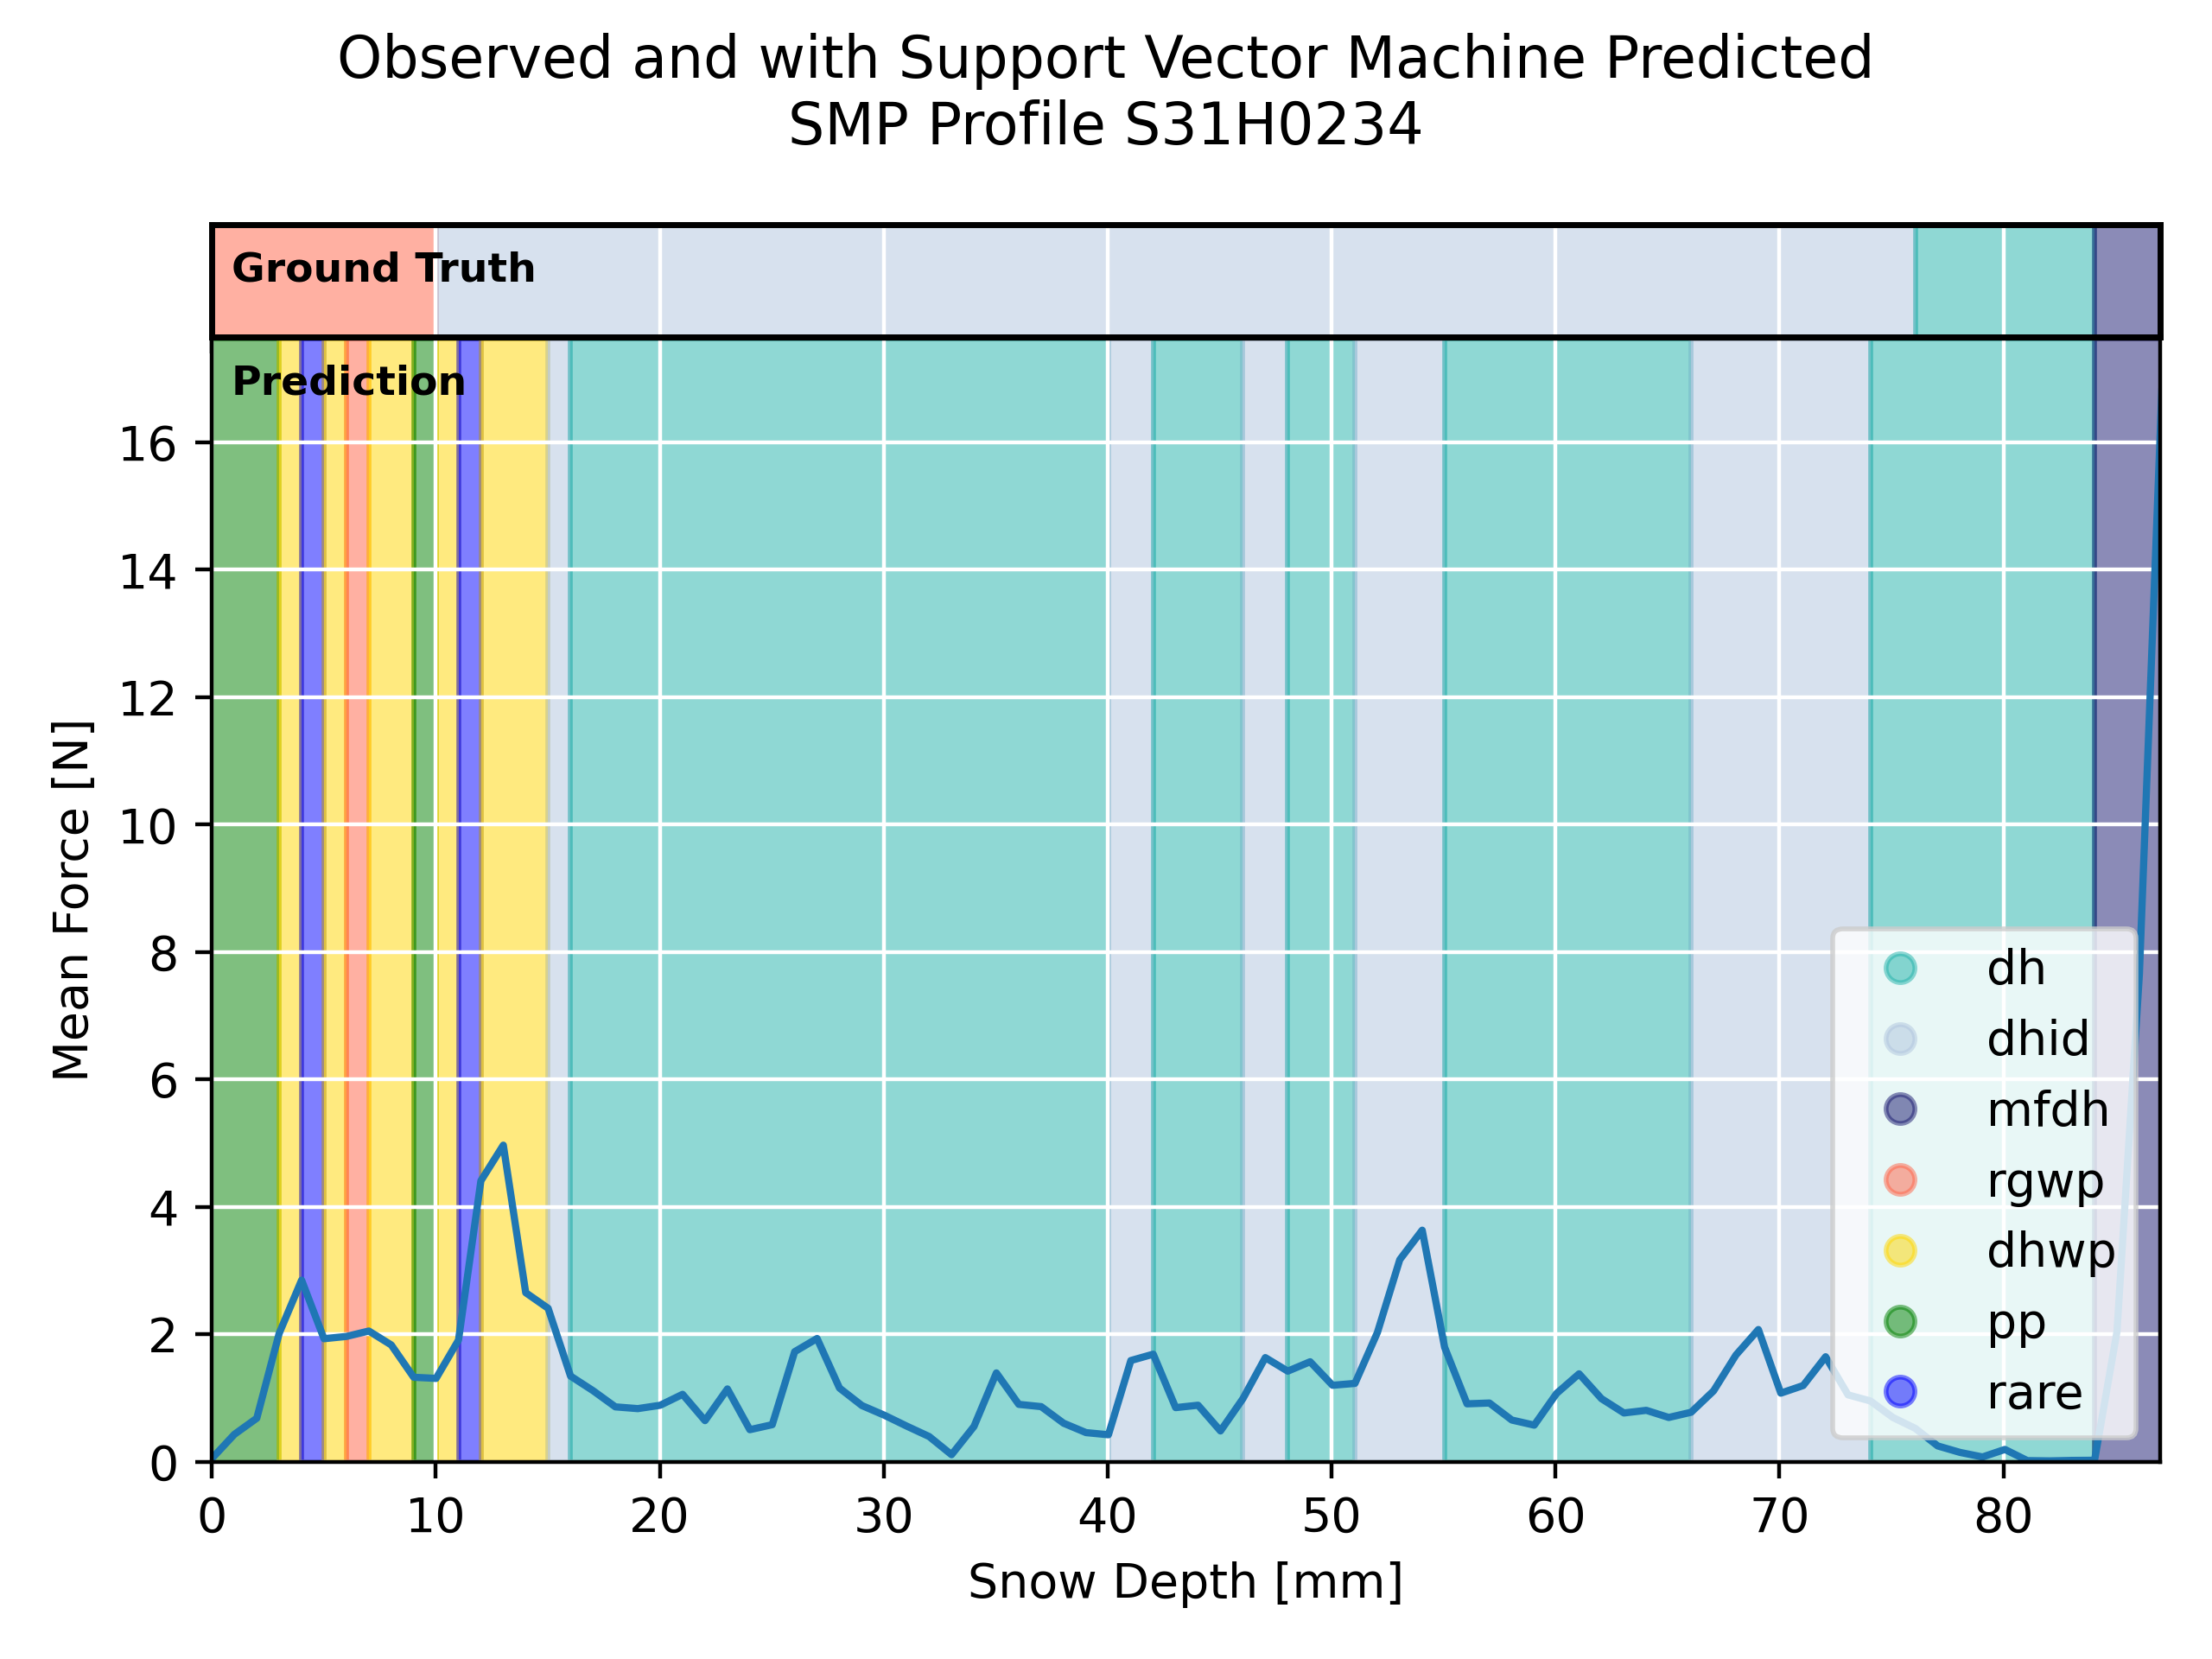 Observed and with Support Vector Machine Predicted
SMP Profile S31H0234
Ground Truth
Prediction
16
14
12
10
8
6
4
2
0
Mean Force [N]
dh
dhid
mfdh
rgwp
dhwp
pp
rare
0 10 20 30 40 50 60 70 80
Snow Depth [mm]